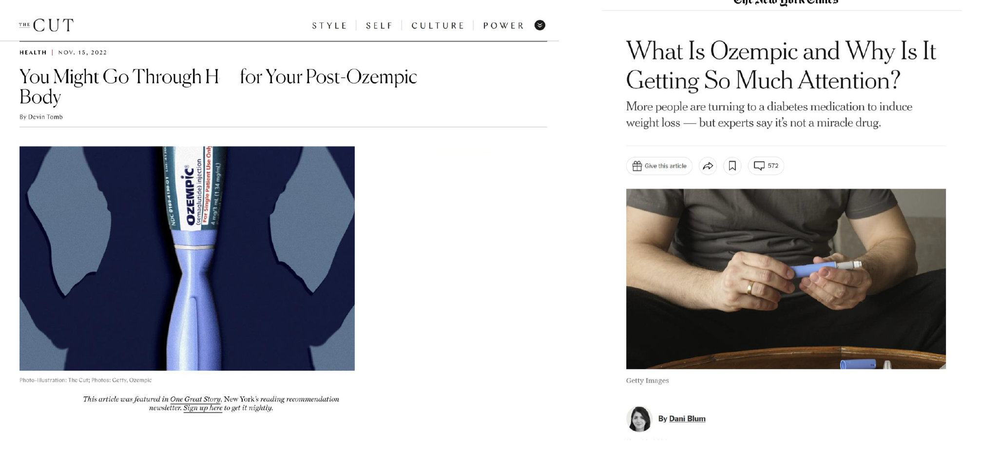 THE CUT
STYLE | SELF | CULTURE | POWER
HEALTH | NOV. 15, 2022
You Might Go Through H for Your Post-Ozempic
Body
By Devin Tomb
OZEMPIC®
(semaglutide) injection
For Single Patient Use Only
4 mg/3 mL (1.34 mg/mL)
NDC 0169-4130-01
Photo-Illustration: The Cut; Photos: Getty, Ozempic
This article was featured in One Great Story, New York's reading recommendation
newsletter. Sign up here to get it nightly.
The New York Times
What Is Ozempic and Why Is It
Getting So Much Attention?
More people are turning to a diabetes medication to induce
weight loss — but experts say it's not a miracle drug.
Give this article
572
Getty Images
By Dani Blum